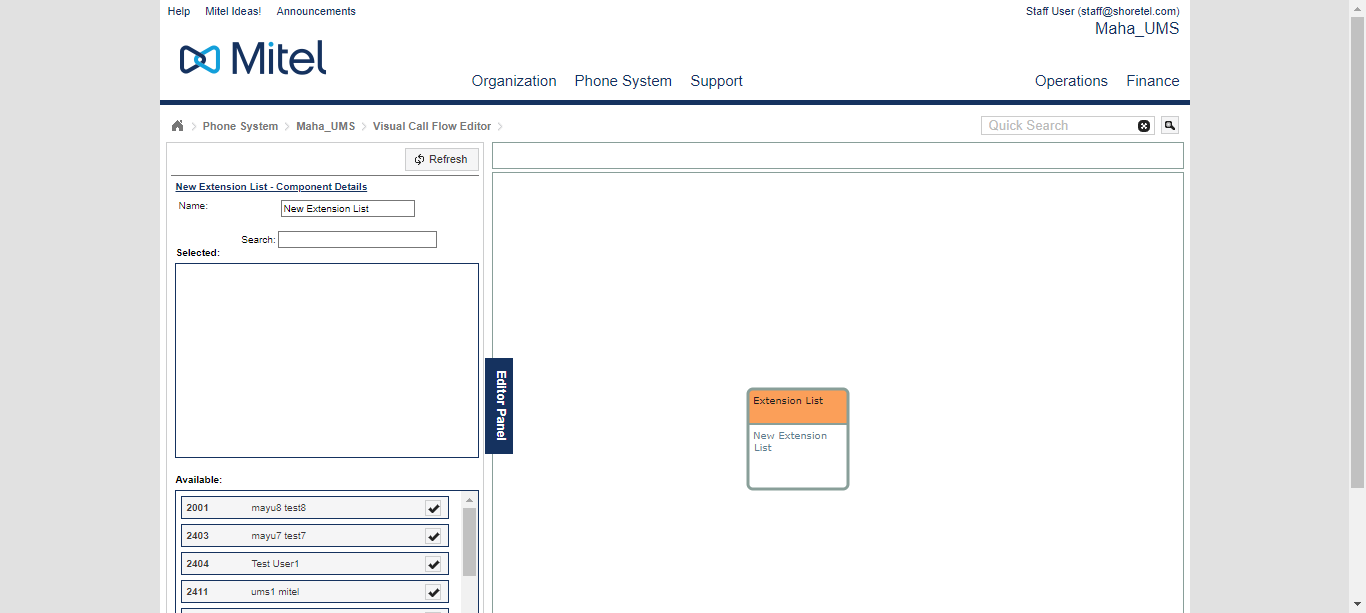 Help Mitel Ideas! Announcements Staff User (staff@shoretel.com)
Maha_UMS
Mitel
Organization Phone System Support Operations Finance
Phone System Maha_UMS Visual Call Flow Editor Quick Search
Refresh
New Extension List - Component Details
Name: New Extension List
Search:
Selected:
Editor Panel
Extension List
New Extension
List
Available:
2001 mayu8 test8
2403 mayu7 test7
2404 Test User1
2411 ums1 mitel